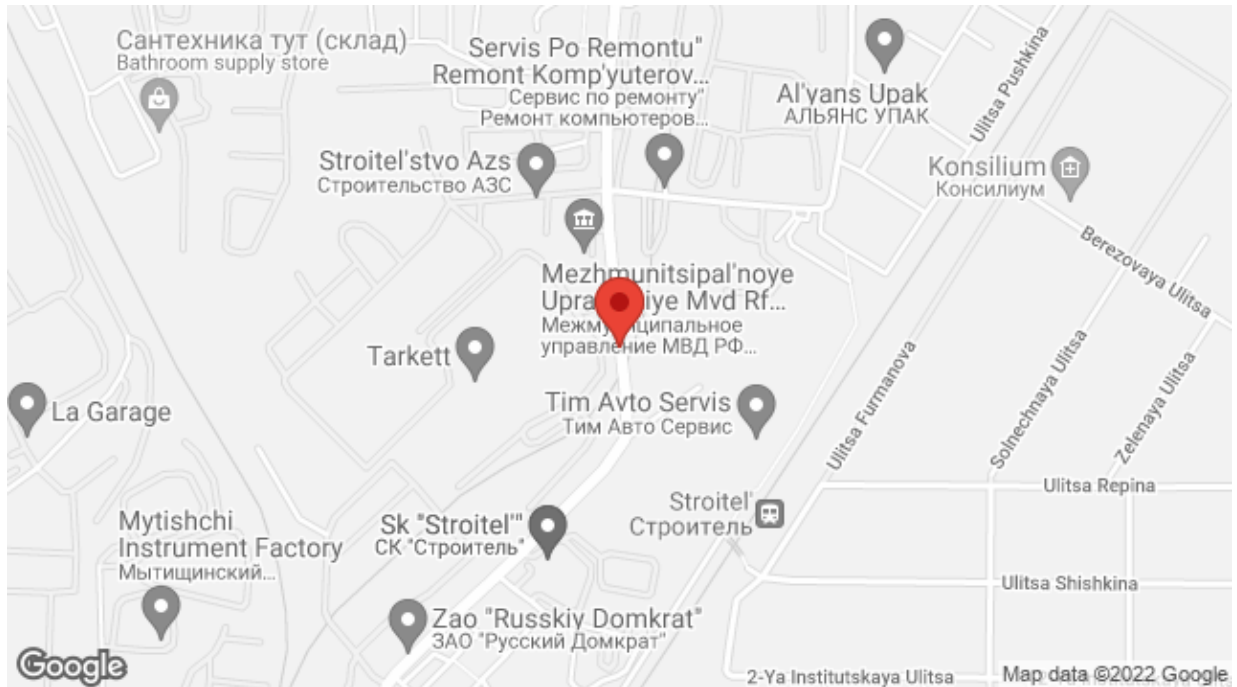 Сантехника тут (склад)
Bathroom supply store
Servis Po Remontu"
Remont Komp'yuterov...
Сервис по ремонту"
Ремонт компьютеров...
Al'yans Upak
АЛЬЯНС УПАК
Ulitsa Pushkina
Stroitel'stvo Azs
Строительство АЗС
Konsilium
Консилиум
Berezovaya Ulitsa
Mezhmunitsipal'noye
Mvd Rf...
управление МВД РФ...
Tarkett
La Garage
Tim Avto Servis
Тим Авто Сервис
Ulitsa Furmanova
Solnechnaya Ulitsa
Zelenaya Ulitsa
Ulitsa Repina
Stroitel'
Строитель
Sk "Stroitel'"
СК "Строитель"
Mytishchi
Instrument Factory
Мытищинский...
Ulitsa Shishkina
Zao "Russkiy Domkrat"
ЗАО "Русский Домкрат"
Google
2-Ya Institutskaya Ulitsa
Map data ©2022 Google